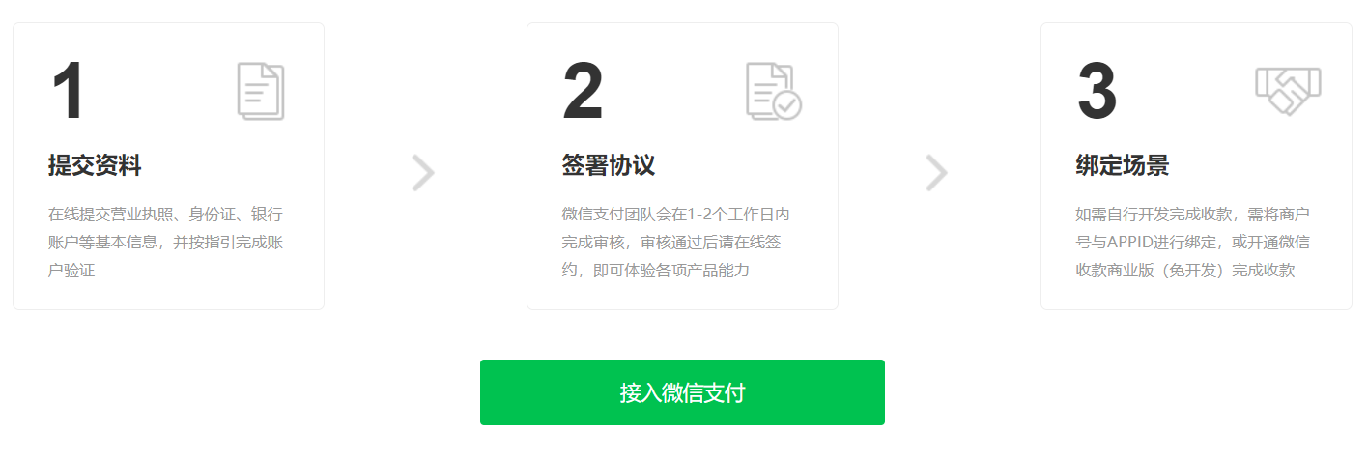 1
提交资料
在线提交营业执照、身份证、银行
账户等基本信息，并按指引完成账
户验证
2
签署协议
微信支付团队会在1-2个工作日内
完成审核，审核通过后请在线签
约，即可体验各项产品能力
3
绑定场景
如需自行开发完成收款，需将商户
号与APPID进行绑定，或开通微信
收款商业版（免开发）完成收款
接入微信支付